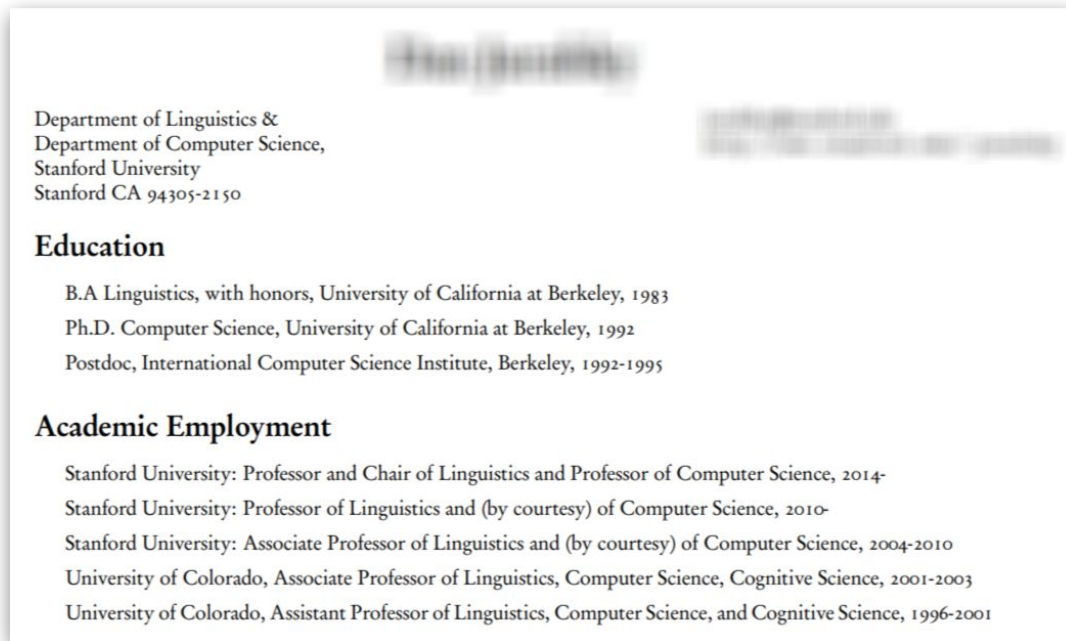 Department of Linguistics &
Department of Computer Science,
Stanford University
Stanford CA 94305-2150
Education
B.A Linguistics, with honors, University of California at Berkeley, 1983
Ph.D. Computer Science, University of California at Berkeley, 1992
Postdoc, International Computer Science Institute, Berkeley, 1992-1995
Academic Employment
Stanford University: Professor and Chair of Linguistics and Professor of Computer Science, 2014-
Stanford University: Professor of Linguistics and (by courtesy) of Computer Science, 2010-
Stanford University: Associate Professor of Linguistics and (by courtesy) of Computer Science, 2004-2010
University of Colorado, Associate Professor of Linguistics, Computer Science, Cognitive Science, 2001-2003
University of Colorado, Assistant Professor of Linguistics, Computer Science, and Cognitive Science, 1996-2001